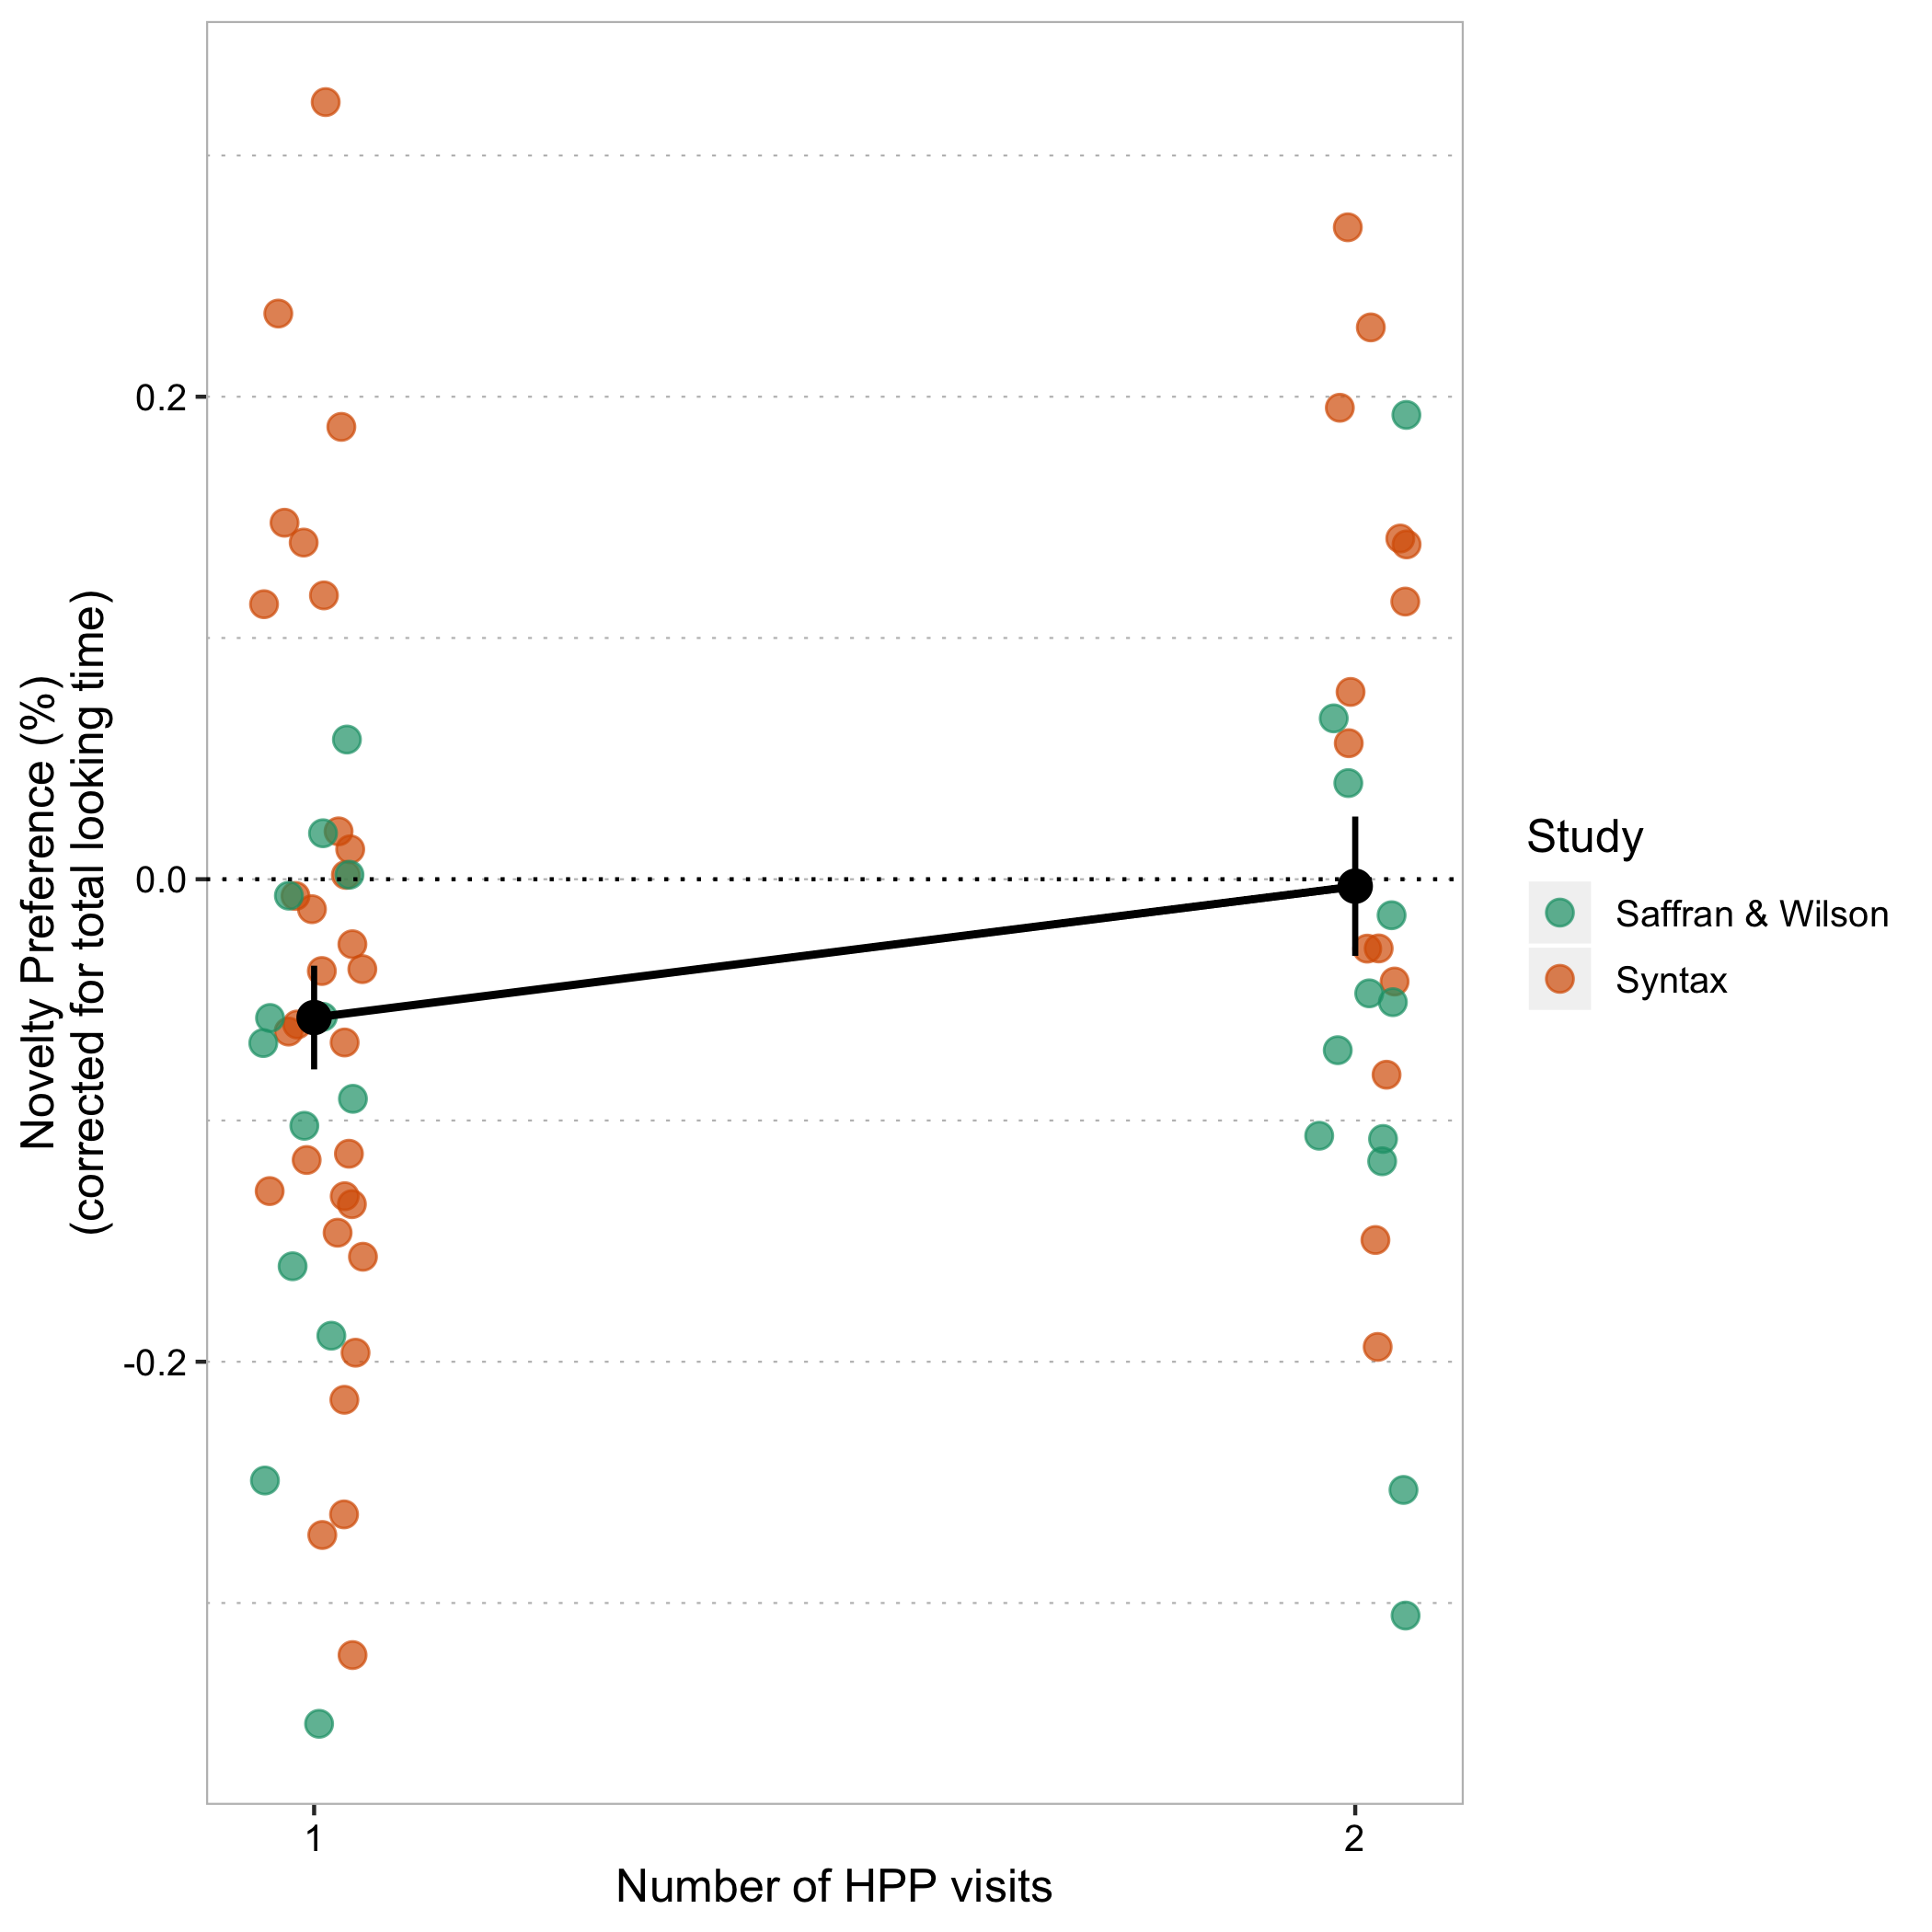 Novelty Preference (%)
(corrected for total looking time)
0.2
0.0
-0.2
1
2
Number of HPP visits
Study
Saffran & Wilson
Syntax